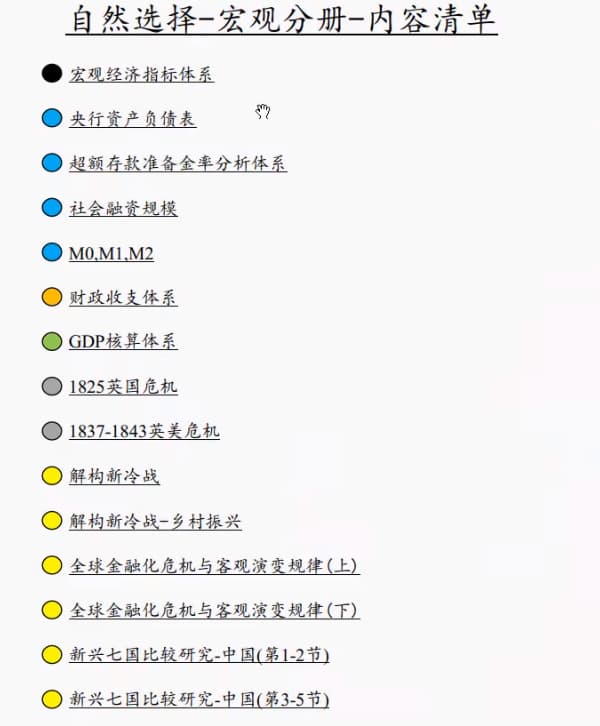 自然选择-宏观分册-内容清单
宏观经济指标体系
央行资产负债表
超额存款准备金率分析体系
社会融资规模
M0,M1,M2
财政收支体系
GDP核算体系
1825英国危机
1837-1843英美危机
解构新冷战
解构新冷战-乡村振兴
全球金融化危机与客观演变规律(上)
全球金融化危机与客观演变规律(下)
新兴七国比较研究-中国(第1-2节)
新兴七国比较研究-中国(第3-5节)